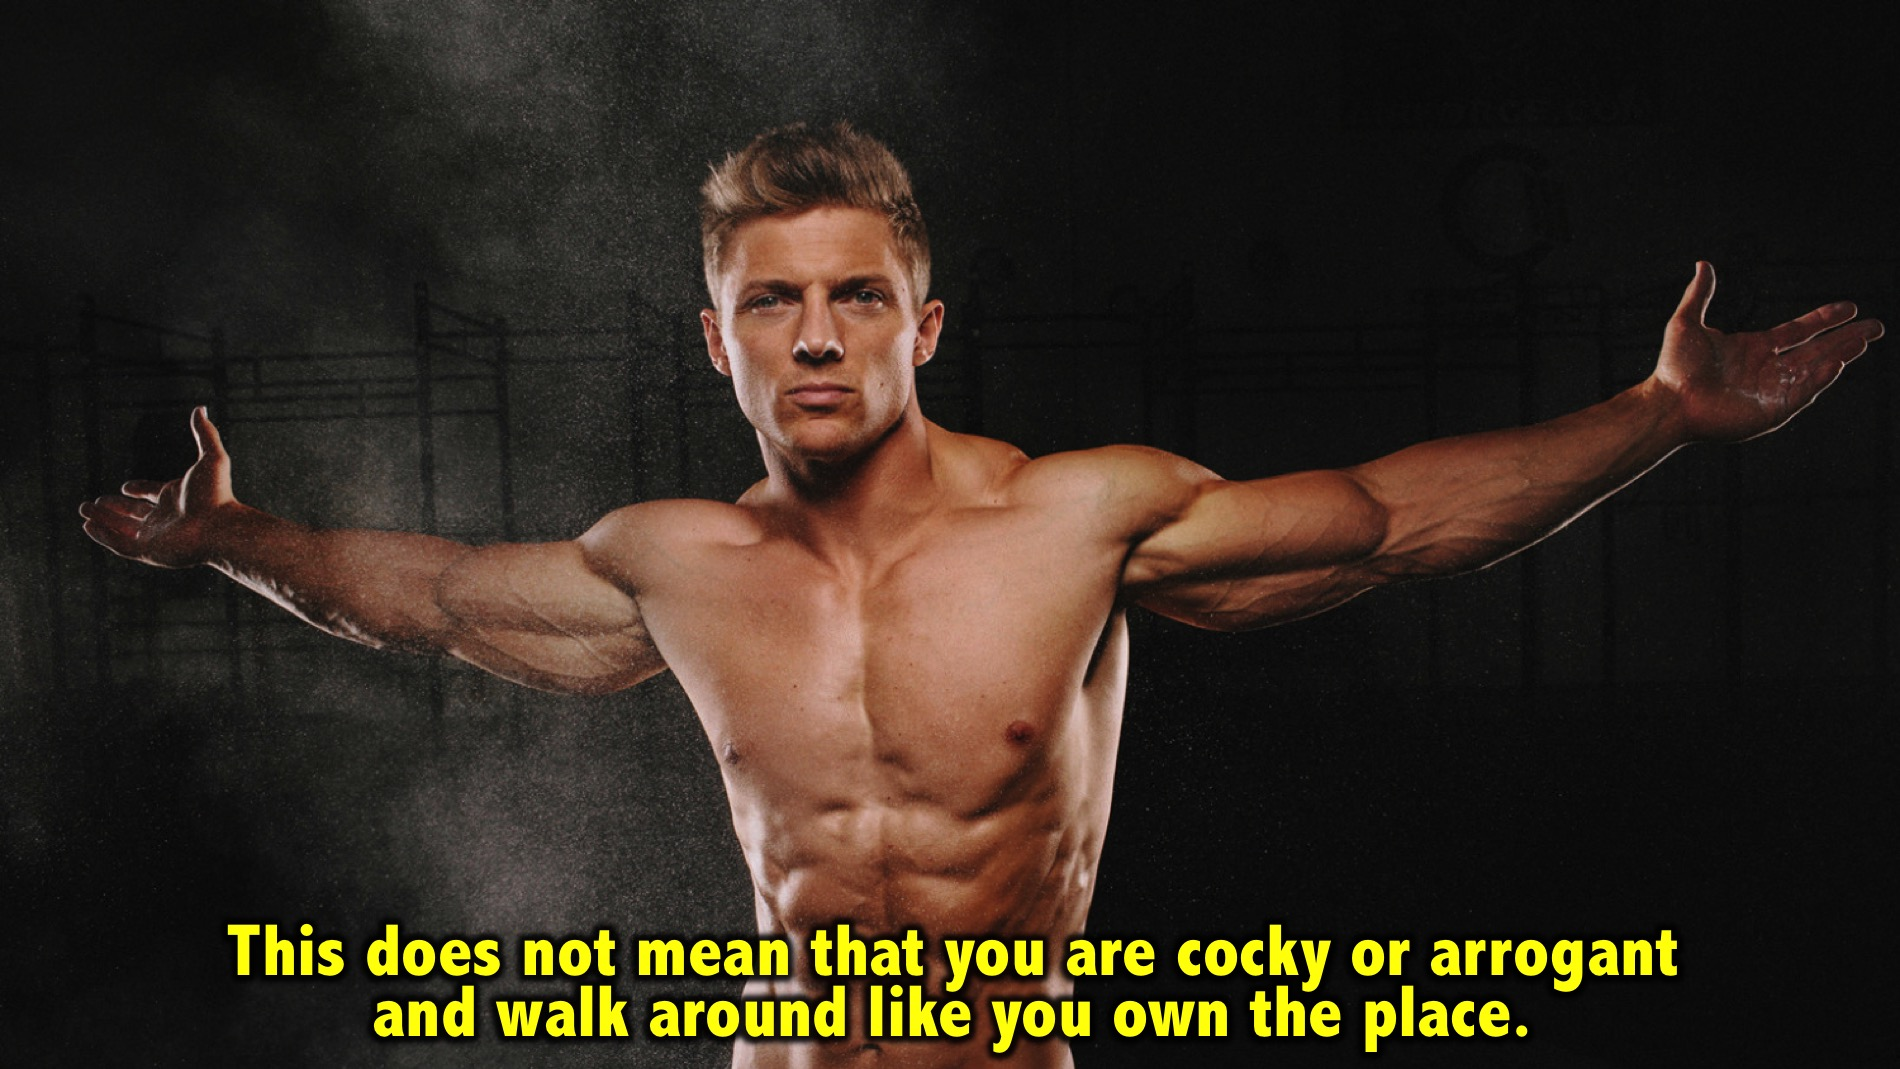 This does not mean that you are cocky or arrogant
and walk around like you own the place.